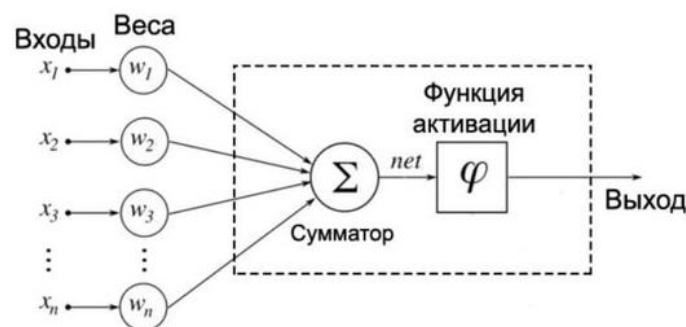 Входы
Веса
x1
w1
x2
w2
x3
w3
⋮
⋮
xn
wn
Σ
Сумматор
net
Функция
активации
φ
Выход